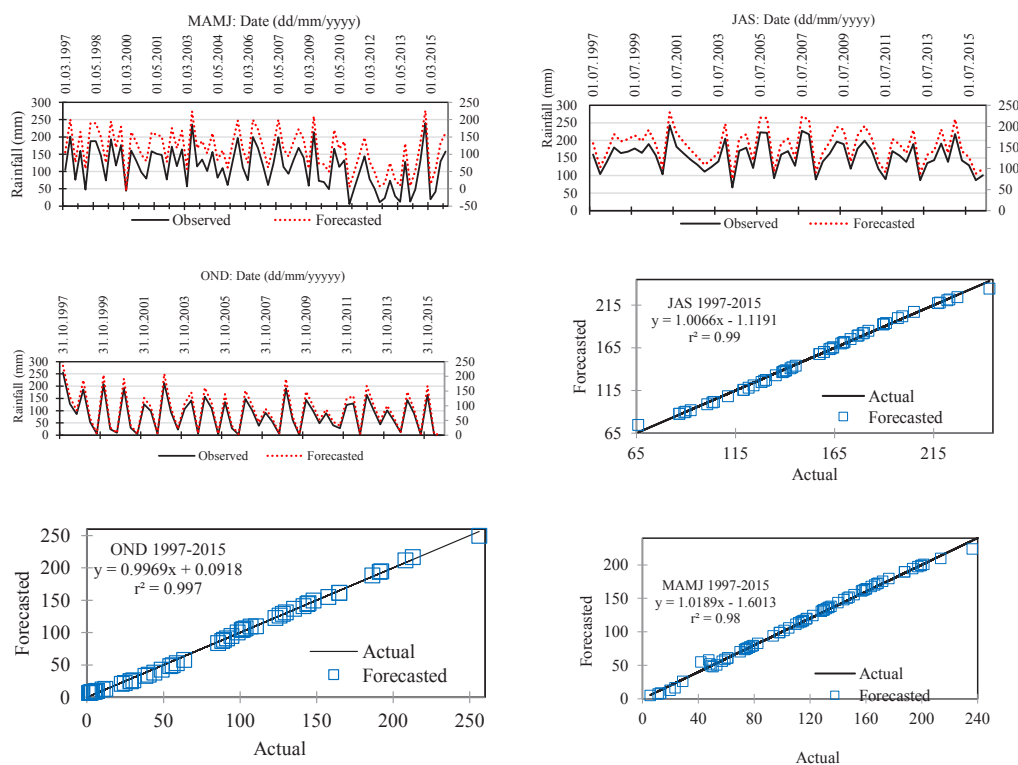 MAMJ: Date (dd/mm/yyyy)
01.03.1997
01.05.1998
01.03.2000
01.05.2001
01.03.2003
01.05.2004
01.03.2006
01.05.2007
01.03.2009
01.05.2010
01.03.2012
01.05.2013
01.03.2015
Rainfall (mm)
300
250
200
150
100
50
0
250
200
150
100
50
0
-50
Observed
Forecasted
JAS: Date (dd/mm/yyyy)
01.07.1997
01.07.1999
01.07.2001
01.07.2003
01.07.2005
01.07.2007
01.07.2009
01.07.2011
01.07.2013
01.07.2015
Rainfall (mm)
300
250
200
150
100
50
0
250
200
150
100
50
0
Observed
Forecasted
OND: Date (dd/mm/yyyyy)
31.10.1997
31.10.1999
31.10.2001
31.10.2003
31.10.2005
31.10.2007
31.10.2009
31.10.2011
31.10.2013
31.10.2015
Rainfall (mm)
300
250
200
150
100
50
0
250
200
150
100
50
0
Observed
Forecasted
Forecasted
215
165
115
65
JAS 1997-2015
y = 1.0066x - 1.1191
r² = 0.99
Actual
Forecasted
65 115 165 215
Actual
Forecasted
250
200
150
100
50
0
OND 1997-2015
y = 0.9969x + 0.0918
r² = 0.997
Actual
Forecasted
0 50 100 150 200 250
Actual
Forecasted
200
150
100
50
0
MAMJ 1997-2015
y = 1.0189x - 1.6013
r² = 0.98
Actual
Forecasted
0 40 80 120 160 200 240
Actual